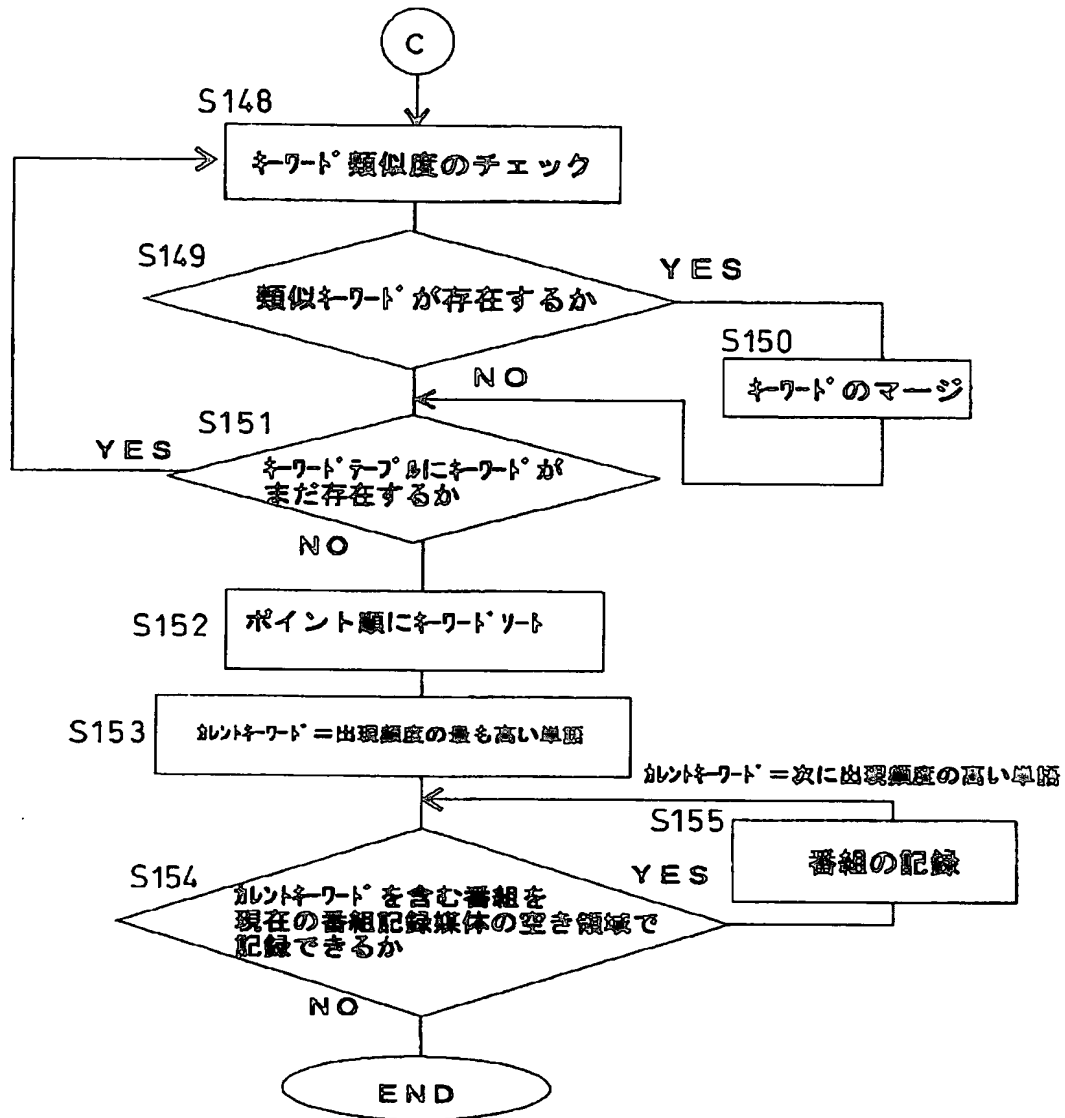 C
S148
キーワード類似度のチェック
S149
類似キーワードが存在するか
YES
S150
キーワードのマージ
NO
S151
YES
キーワードテーブルにキーワードが
まだ存在するか
NO
S152
ポイント順にキーワードソート
S153
カレントキーワード=出現頻度の最も高い単語
カレントキーワード=次に出現頻度の高い単語
S155
番組の記録
S154
YES
カレントキーワードを含む番組を
現在の番組記録媒体の空き領域で
記録できるか
NO
END